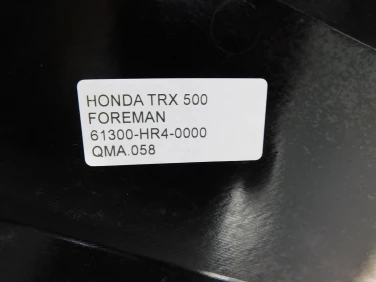 HONDA TRX 500
FOREMAN
61300-HR4-0000
QMA.058